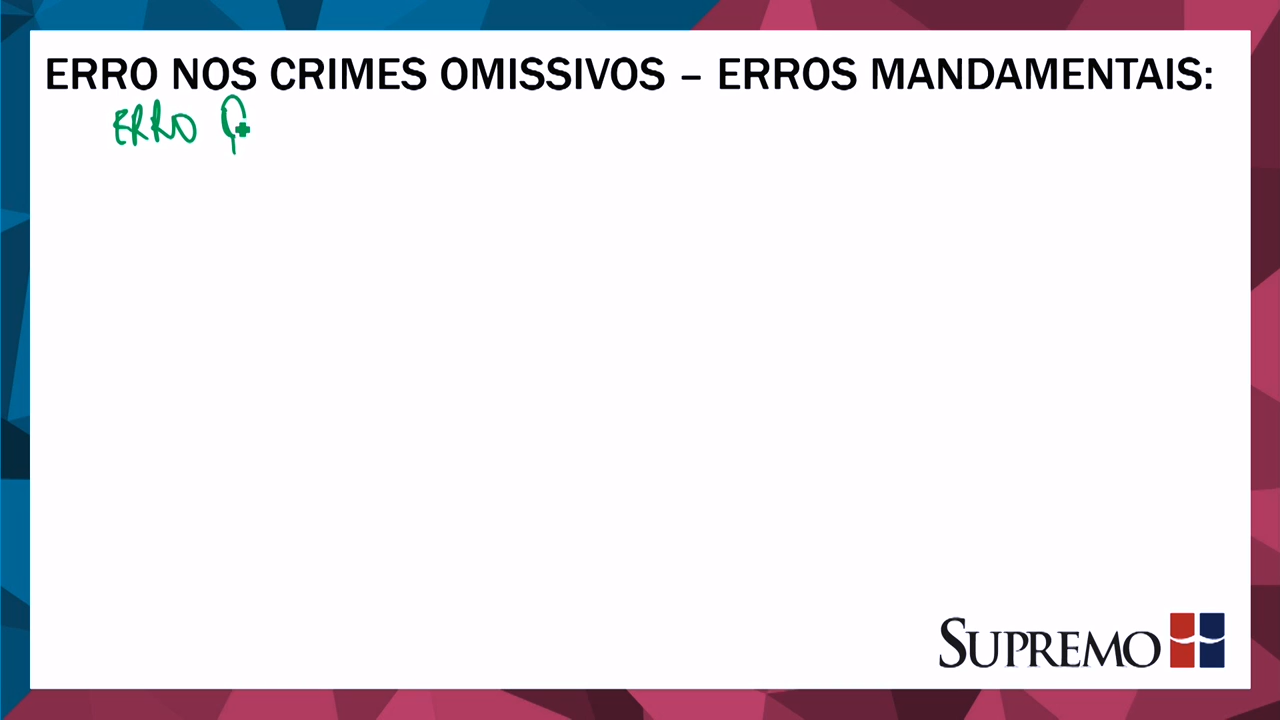 ERRO NOS CRIMES OMISSIVOS – ERROS MANDAMENTAIS:
ERRO
SUPREMO